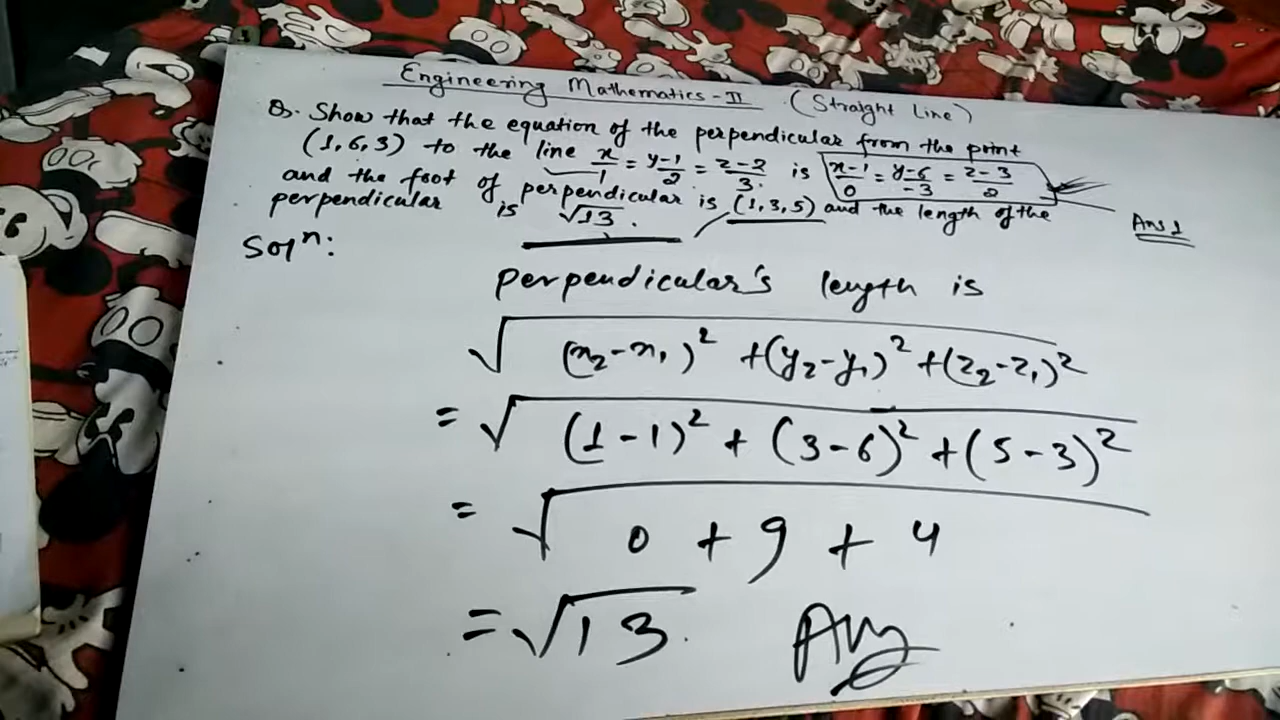 Engineering Mathematics-II (Straight Line)
Q. Show that the equation of the perpendicular from the point
(1, 6, 3) to the line x/1 = y-1/2 = z-2/3 is x-1/0 = y-6/-3 = z-3/2
and the foot of perpendicular is (1, 3, 5) and the length of the
perpendicular is √13.
Ans 1
Solⁿ:
perpendicular's length is
√(x₂-x₁)² + (y₂-y₁)² + (z₂-z₁)²
= √(1-1)² + (3-6)² + (5-3)²
= √0 + 9 + 4
= √13. Ans